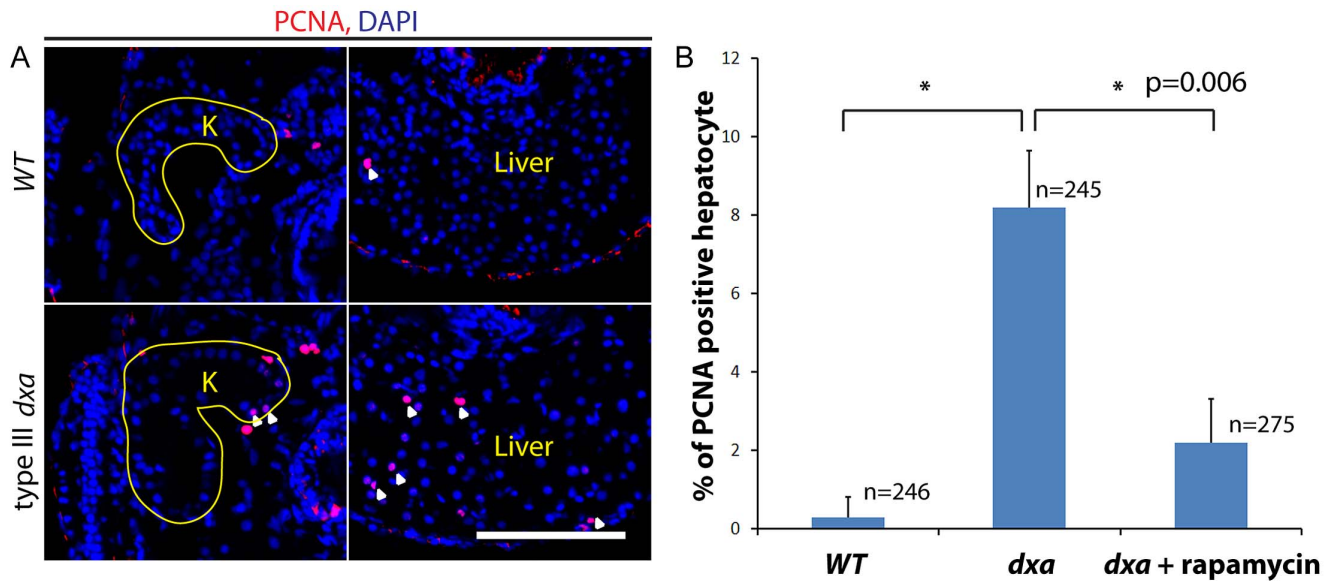 PCNA, DAPI
A
WT
K
Liver
type III dxa
K
Liver
B
% of PCNA positive hepatocyte
12
10
8
6
4
2
0
*
* p=0.006
n=246
n=245
n=275
WT
dxa
dxa + rapamycin